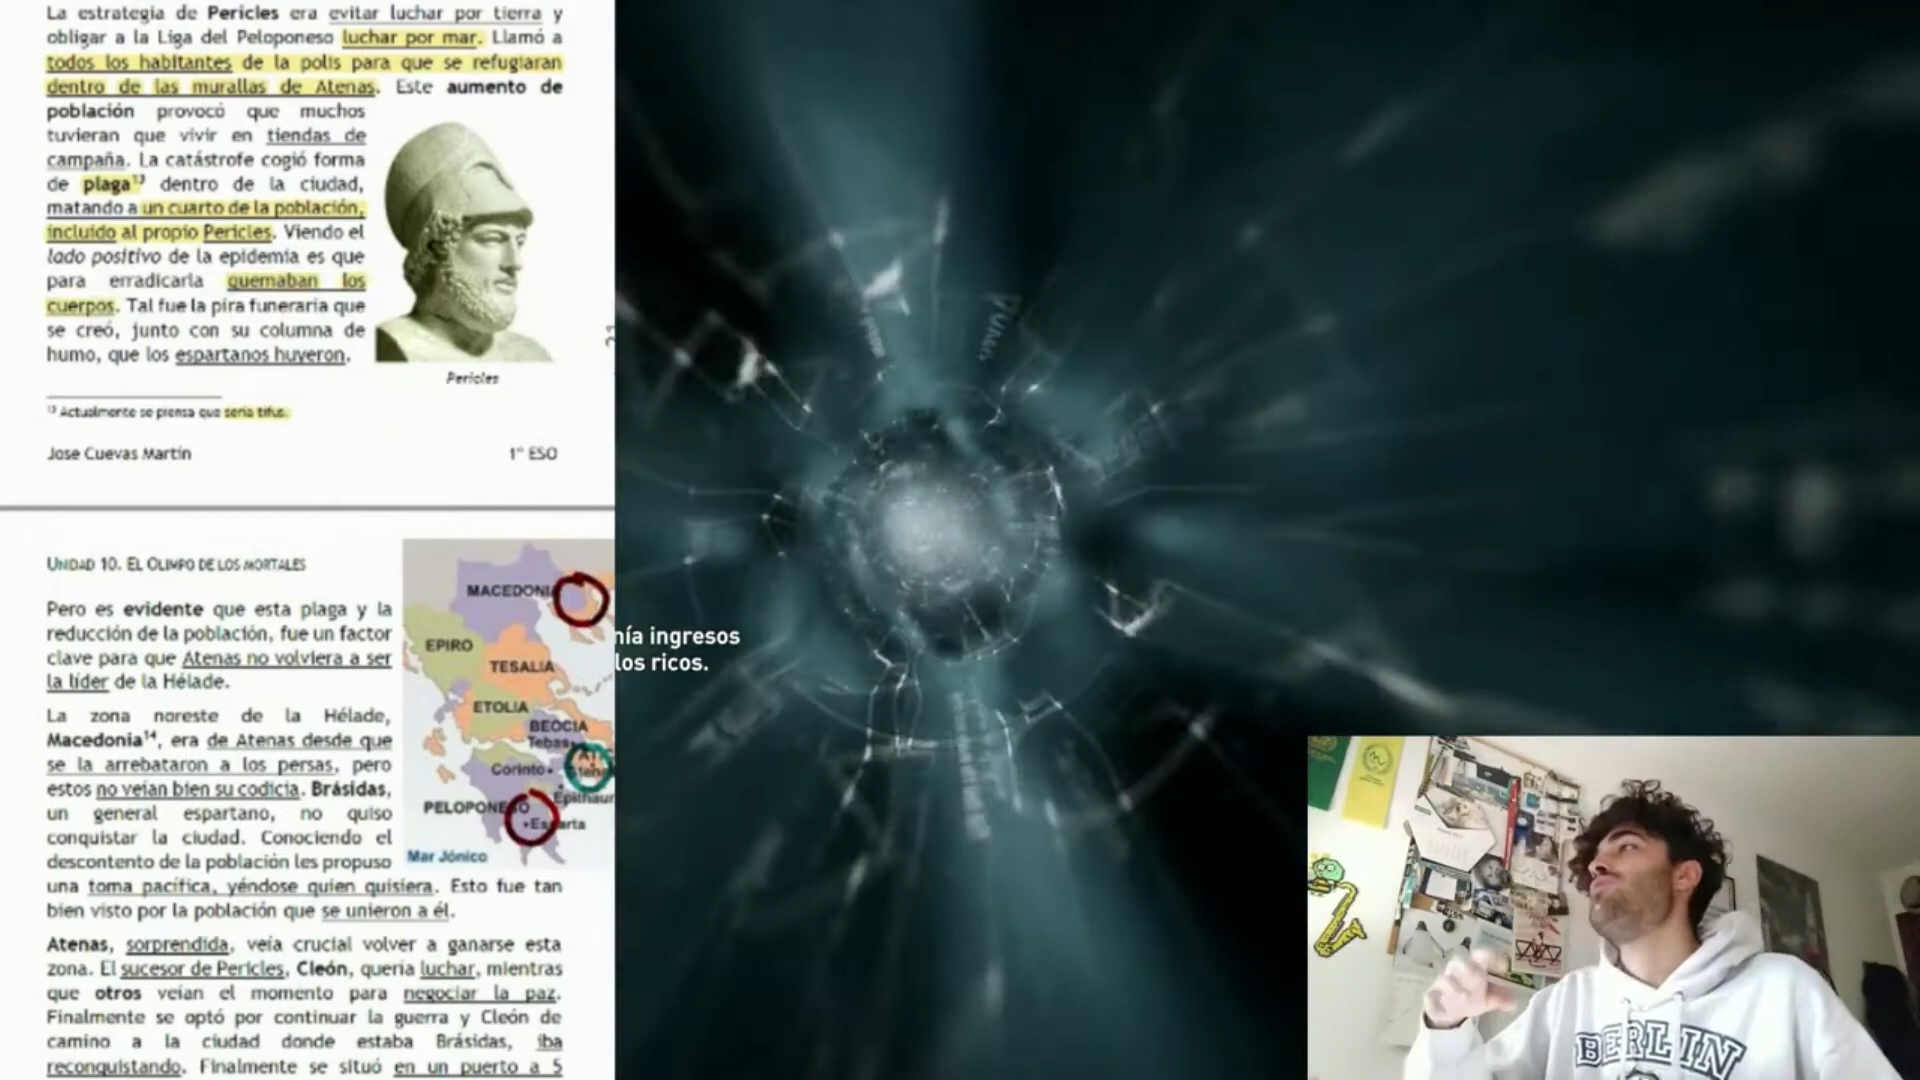 La estrategia de Pericles era evitar luchar por tierra y
obligar a la Liga del Peloponeso luchar por mar. Llamó a
todos los habitantes de la polis para que se refugiaran
dentro de las murallas de Atenas. Este aumento de
población provocó que muchos
tuvieran que vivir en tiendas de
campaña. La catástrofe cogió forma
de plaga¹³ dentro de la ciudad,
matando a un cuarto de la población,
incluido al propio Pericles. Viendo el
lado positivo de la epidemia es que
para erradicarla quemaban los
cuerpos. Tal fue la pira funeraria que
se creó, junto con su columna de
humo, que los espartanos huyeron.
Pericles
¹³ Actualmente se piensa que sería tifus.
Jose Cuevas Martín 1º ESO
UNIDAD 10. EL OLIMPO DE LOS MORTALES
Pero es evidente que esta plaga y la
reducción de la población, fue un factor
clave para que Atenas no volviera a ser
la líder de la Hélade.
La zona noreste de la Hélade,
Macedonia¹⁴, era de Atenas desde que
se la arrebataron a los persas, pero
estos no veían bien su codicia. Brásidas,
un general espartano, no quiso
conquistar la ciudad. Conociendo el
descontento de la población les propuso
una toma pacífica, yéndose quien quisiera. Esto fue tan
bien visto por la población que se unieron a él.
Atenas, sorprendida, veía crucial volver a ganarse esta
zona. El sucesor de Pericles, Cleón, quería luchar, mientras
que otros veían el momento para negociar la paz.
Finalmente se optó por continuar la guerra y Cleón de
camino a la ciudad donde estaba Brásidas, iba
reconquistando. Finalmente se situó en un puerto a 5
MACEDONI
EPIRO
TESALIA
ETOLIA
BEOCIA
Tebas
Corinto
Epithaur
PELOPONESO
Esparta
Mar Jónico
nía ingresos
los ricos.
BERLIN